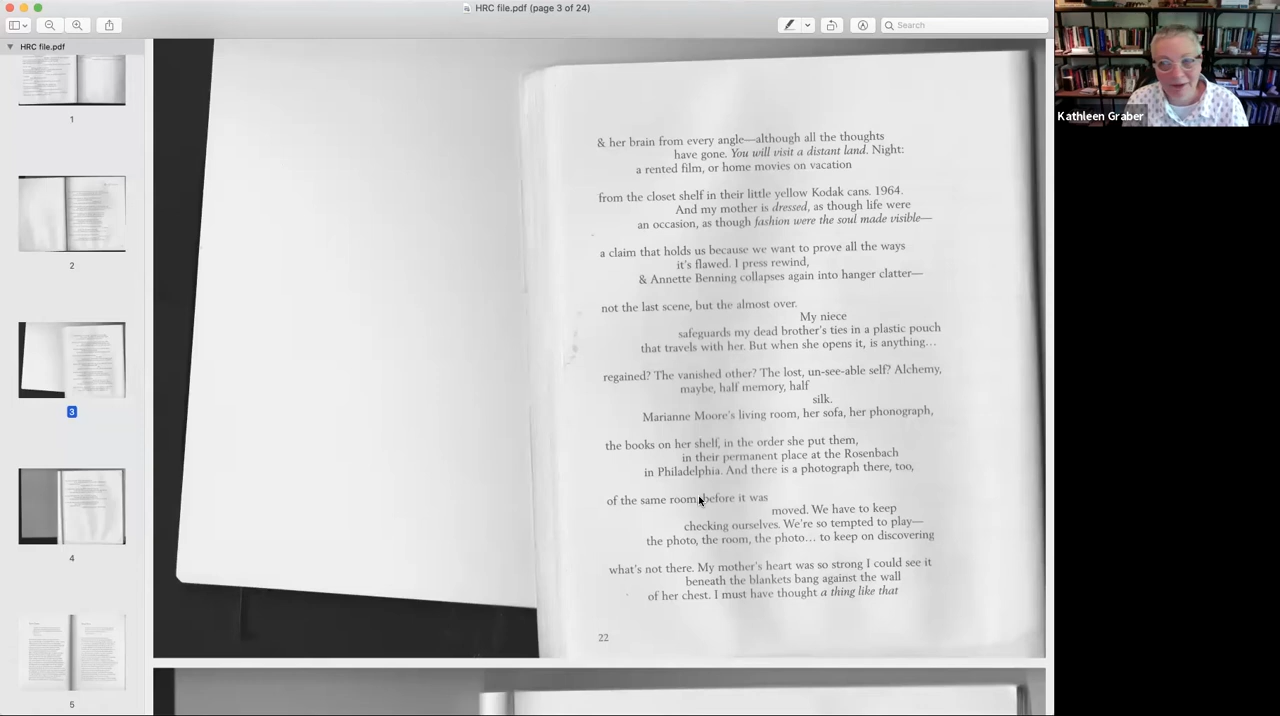 HRC file.pdf (page 3 of 24)
Search
HRC file.pdf
1
2
3
4
5
Kathleen Graber
& her brain from every angle—although all the thoughts
have gone. You will visit a distant land. Night:
a rented film, or home movies on vacation
from the closet shelf in their little yellow Kodak cans. 1964.
And my mother is dressed, as though life were
an occasion, as though fashion were the soul made visible—
a claim that holds us because we want to prove all the ways
it's flawed. I press rewind,
& Annette Benning collapses again into hanger clatter—
not the last scene, but the almost over.
My niece
safeguards my dead brother's ties in a plastic pouch
that travels with her. But when she opens it, is anything…
regained? The vanished other? The lost, un-see-able self? Alchemy,
maybe, half memory, half
silk.
Marianne Moore's living room, her sofa, her phonograph,
the books on her shelf, in the order she put them,
in their permanent place at the Rosenbach
in Philadelphia. And there is a photograph there, too,
of the same room, before it was
moved. We have to keep
checking ourselves. We're so tempted to play—
the photo, the room, the photo… to keep on discovering
what's not there. My mother's heart was so strong I could see it
beneath the blankets bang against the wall
of her chest. I must have thought a thing like that
22